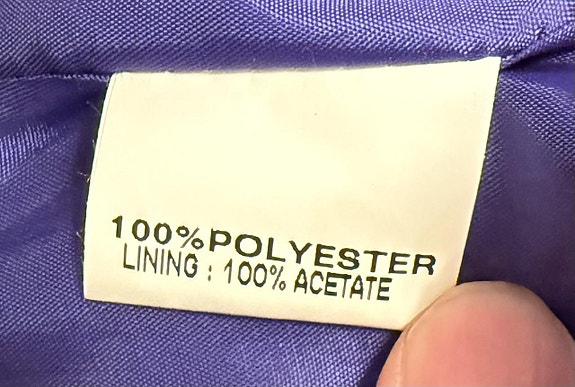 100%POLYESTER
LINING : 100% ACETATE